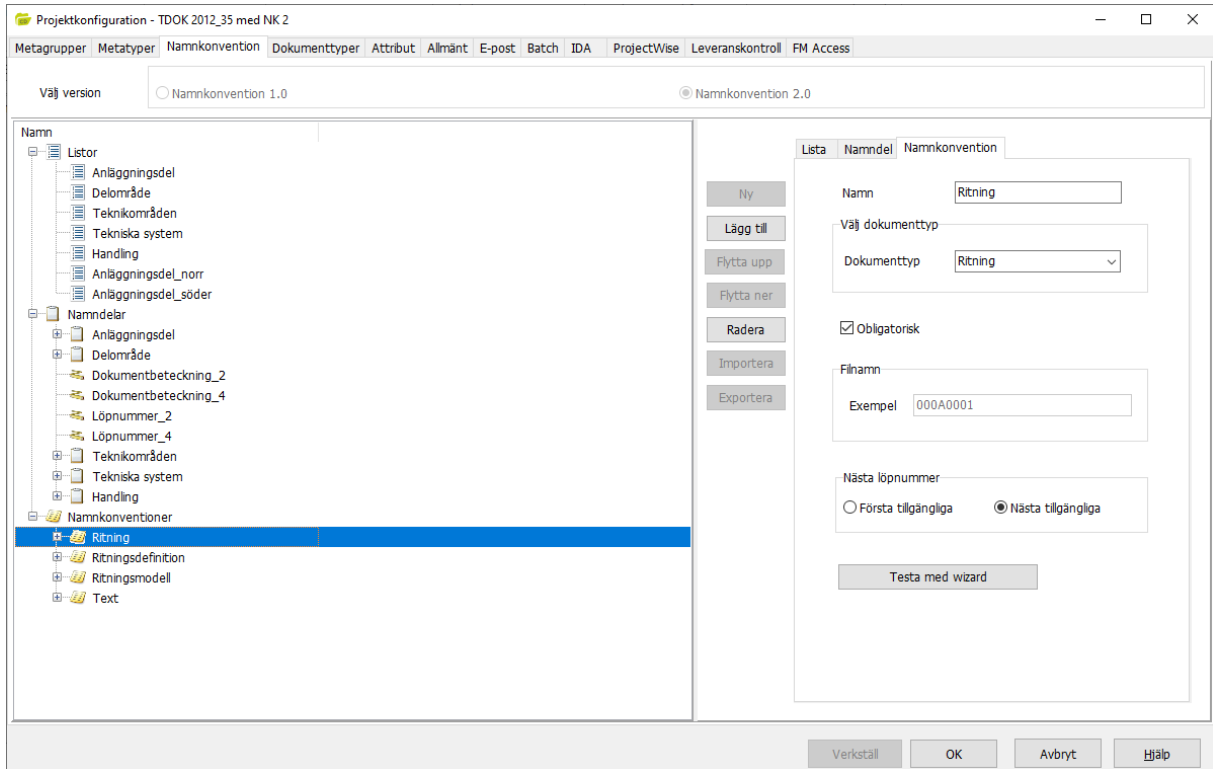 Projektkonfiguration - TDOK 2012_35 med NK 2
Metagrupper Metatyper Namnkonvention Dokumenttyper Attribut Allmänt E-post Batch IDA ProjectWise Leveranskontroll FM Access
Välj version
Namnkonvention 1.0
Namnkonvention 2.0
Namn
Listor
Anläggningsdel
Delområde
Teknikområden
Tekniska system
Handling
Anläggningsdel_norr
Anläggningsdel_söder
Namndelar
Anläggningsdel
Delområde
Dokumentbeteckning_2
Dokumentbeteckning_4
Löpnummer_2
Löpnummer_4
Teknikområden
Tekniska system
Handling
Namnkonventioner
Ritning
Ritningsdefinition
Ritningsmodell
Text
Ny
Lägg till
Flytta upp
Flytta ner
Radera
Importera
Exportera
Lista Namndel Namnkonvention
Namn Ritning
Välj dokumenttyp
Dokumenttyp Ritning
Obligatorisk
Filnamn
Exempel 000A0001
Nästa löpnummer
Första tillgängliga
Nästa tillgängliga
Testa med wizard
Verkställ OK Avbryt Hjälp